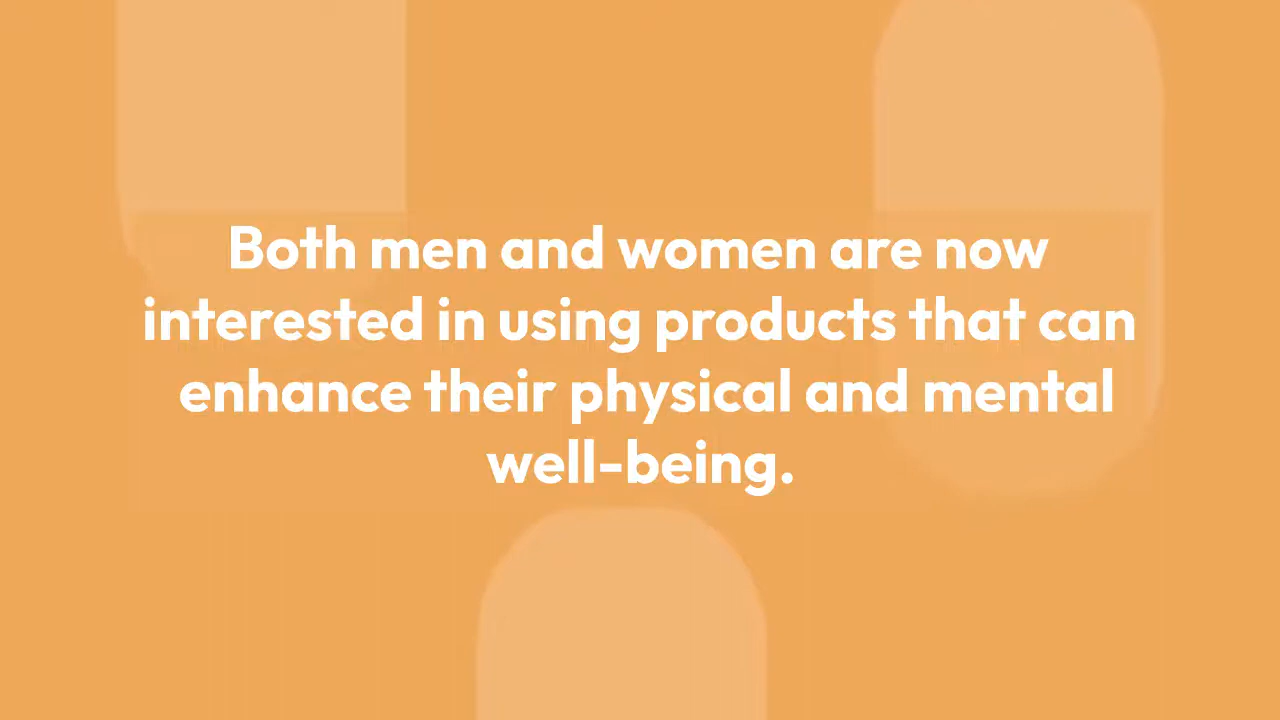 Both men and women are now
interested in using products that can
enhance their physical and mental
well-being.